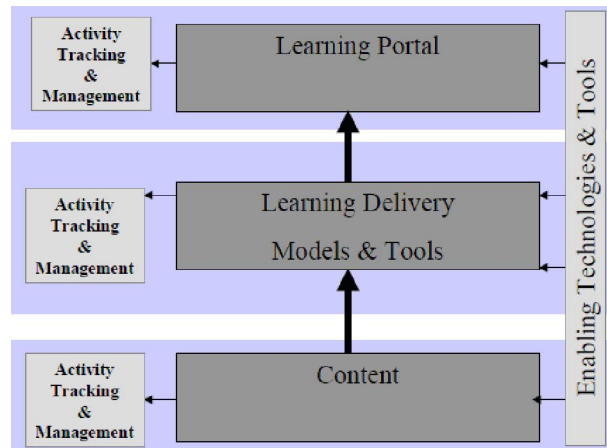 Activity
Tracking
&
Management
Learning Portal
Activity
Tracking
&
Management
Learning Delivery
Models & Tools
Activity
Tracking
&
Management
Content
Enabling Technologies & Tools